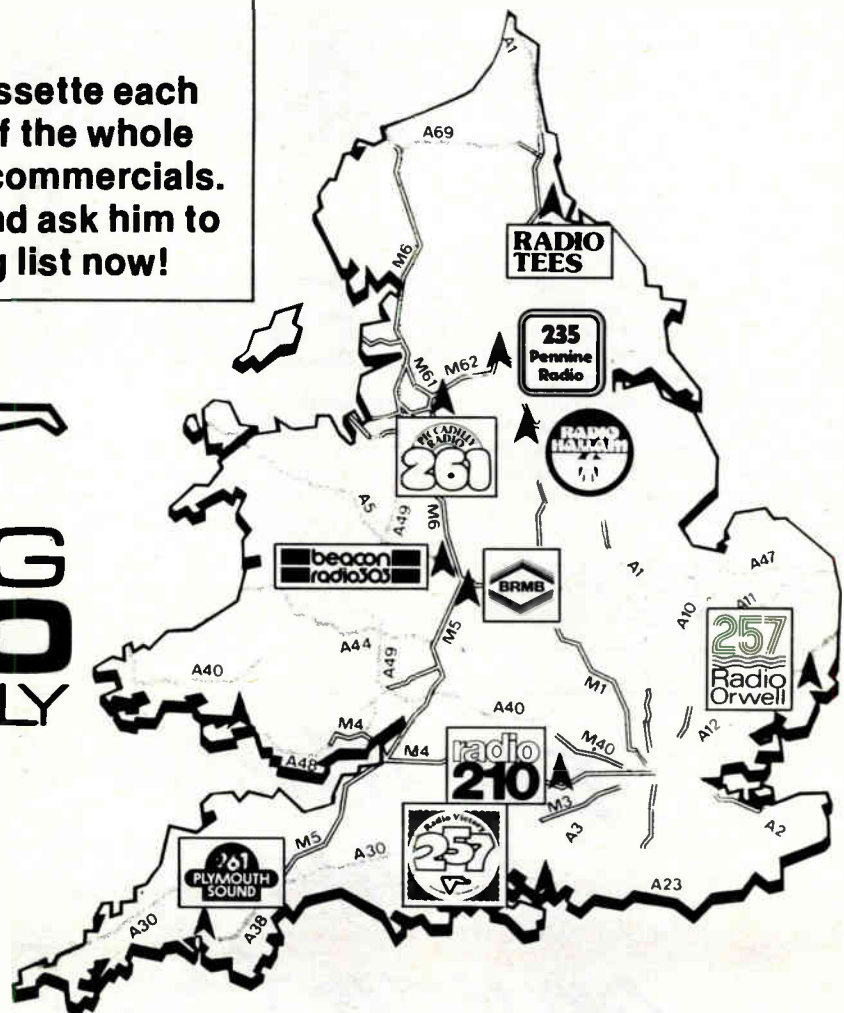 ssette each
f the whole
commercials.
nd ask him to
g list now!
G
O
LY
A1
A69
M6
RADIO
TEES
235
Pennine
Radio
M61
M62
PICCADILLY
RADIO
261
RADIO
HALLAM
A5
A49
M6
A1
A47
beacon
radio303
BRMB
A10
A11
M5
257
Radio
Orwell
A44
A49
A40
M1
A12
A40
M4
M4
M40
A48
radio
210
M3
A3
A2
M5
A30
Radio Victory
257
261
PLYMOUTH
SOUND
A23
A30
A38